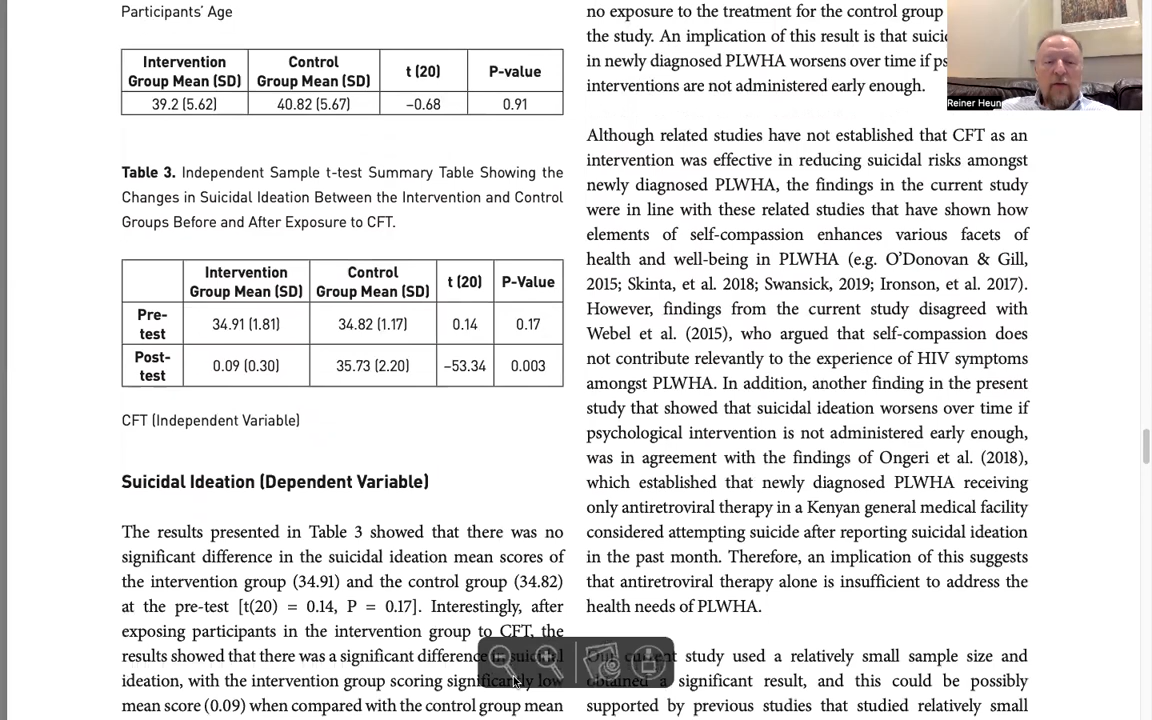 Participants' Age
Intervention Group Mean (SD) Control Group Mean (SD) t (20) P-value
39.2 (5.62) 40.82 (5.67) −0.68 0.91
Table 3. Independent Sample t-test Summary Table Showing the
Changes in Suicidal Ideation Between the Intervention and Control
Groups Before and After Exposure to CFT.
Intervention Group Mean (SD) Control Group Mean (SD) t (20) P-Value
Pre-test 34.91 (1.81) 34.82 (1.17) 0.14 0.17
Post-test 0.09 (0.30) 35.73 (2.20) −53.34 0.003
CFT (Independent Variable)
Suicidal Ideation (Dependent Variable)
The results presented in Table 3 showed that there was no
significant difference in the suicidal ideation mean scores of
the intervention group (34.91) and the control group (34.82)
at the pre-test [t(20) = 0.14, P = 0.17]. Interestingly, after
exposing participants in the intervention group to CFT, the
results showed that there was a significant difference in suicidal
ideation, with the intervention group scoring significantly low
mean score (0.09) when compared with the control group mean
no exposure to the treatment for the control group
the study. An implication of this result is that
in newly diagnosed PLWHA worsens over time if
interventions are not administered early enough.
Although related studies have not established that CFT as an
intervention was effective in reducing suicidal risks amongst
newly diagnosed PLWHA, the findings in the current study
were in line with these related studies that have shown how
elements of self-compassion enhances various facets of
health and well-being in PLWHA (e.g. O'Donovan & Gill,
2015; Skinta, et al. 2018; Swansick, 2019; Ironson, et al. 2017).
However, findings from the current study disagreed with
Webel et al. (2015), who argued that self-compassion does
not contribute relevantly to the experience of HIV symptoms
amongst PLWHA. In addition, another finding in the present
study that showed that suicidal ideation worsens over time if
psychological intervention is not administered early enough,
was in agreement with the findings of Ongeri et al. (2018),
which established that newly diagnosed PLWHA receiving
only antiretroviral therapy in a Kenyan general medical facility
considered attempting suicide after reporting suicidal ideation
in the past month. Therefore, an implication of this suggests
that antiretroviral therapy alone is insufficient to address the
health needs of PLWHA.
Our current study used a relatively small sample size and
obtained a significant result, and this could be possibly
supported by previous studies that studied relatively small
Reiner Heun